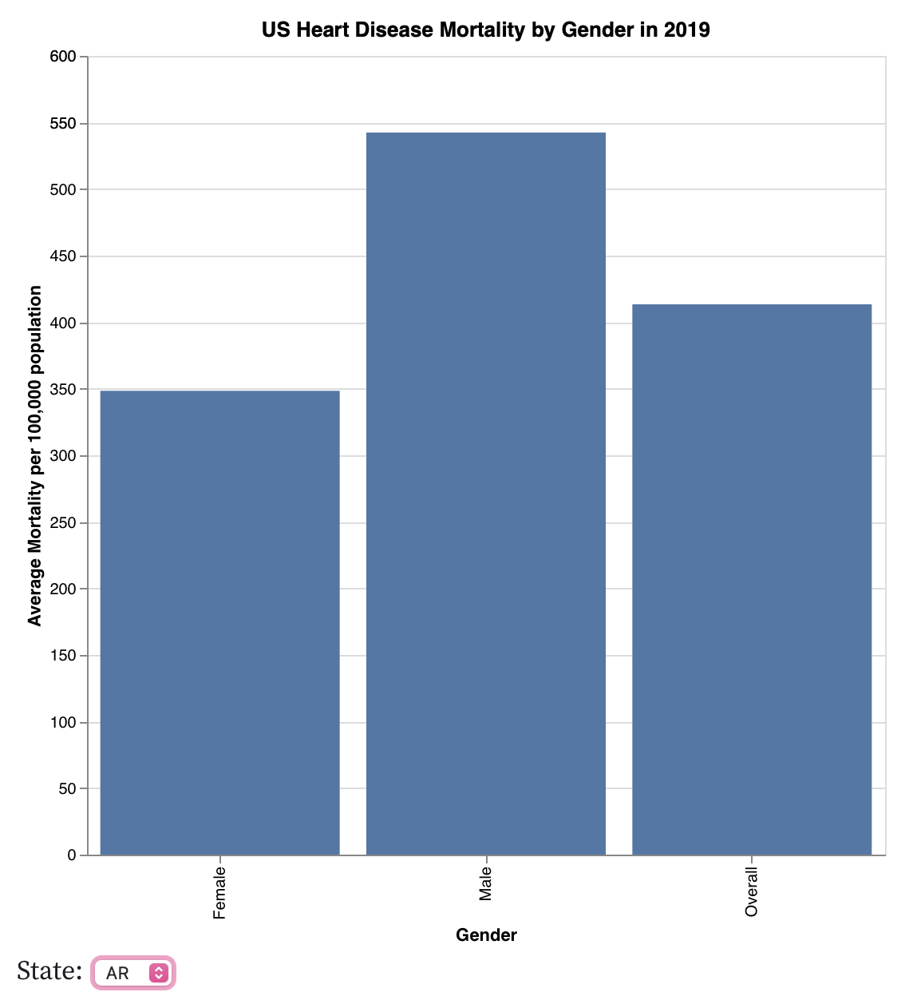 US Heart Disease Mortality by Gender in 2019
600
550
500
450
400
350
300
250
200
150
100
50
0
Average Mortality per 100,000 population
Female
Male
Overall
Gender
State: AR